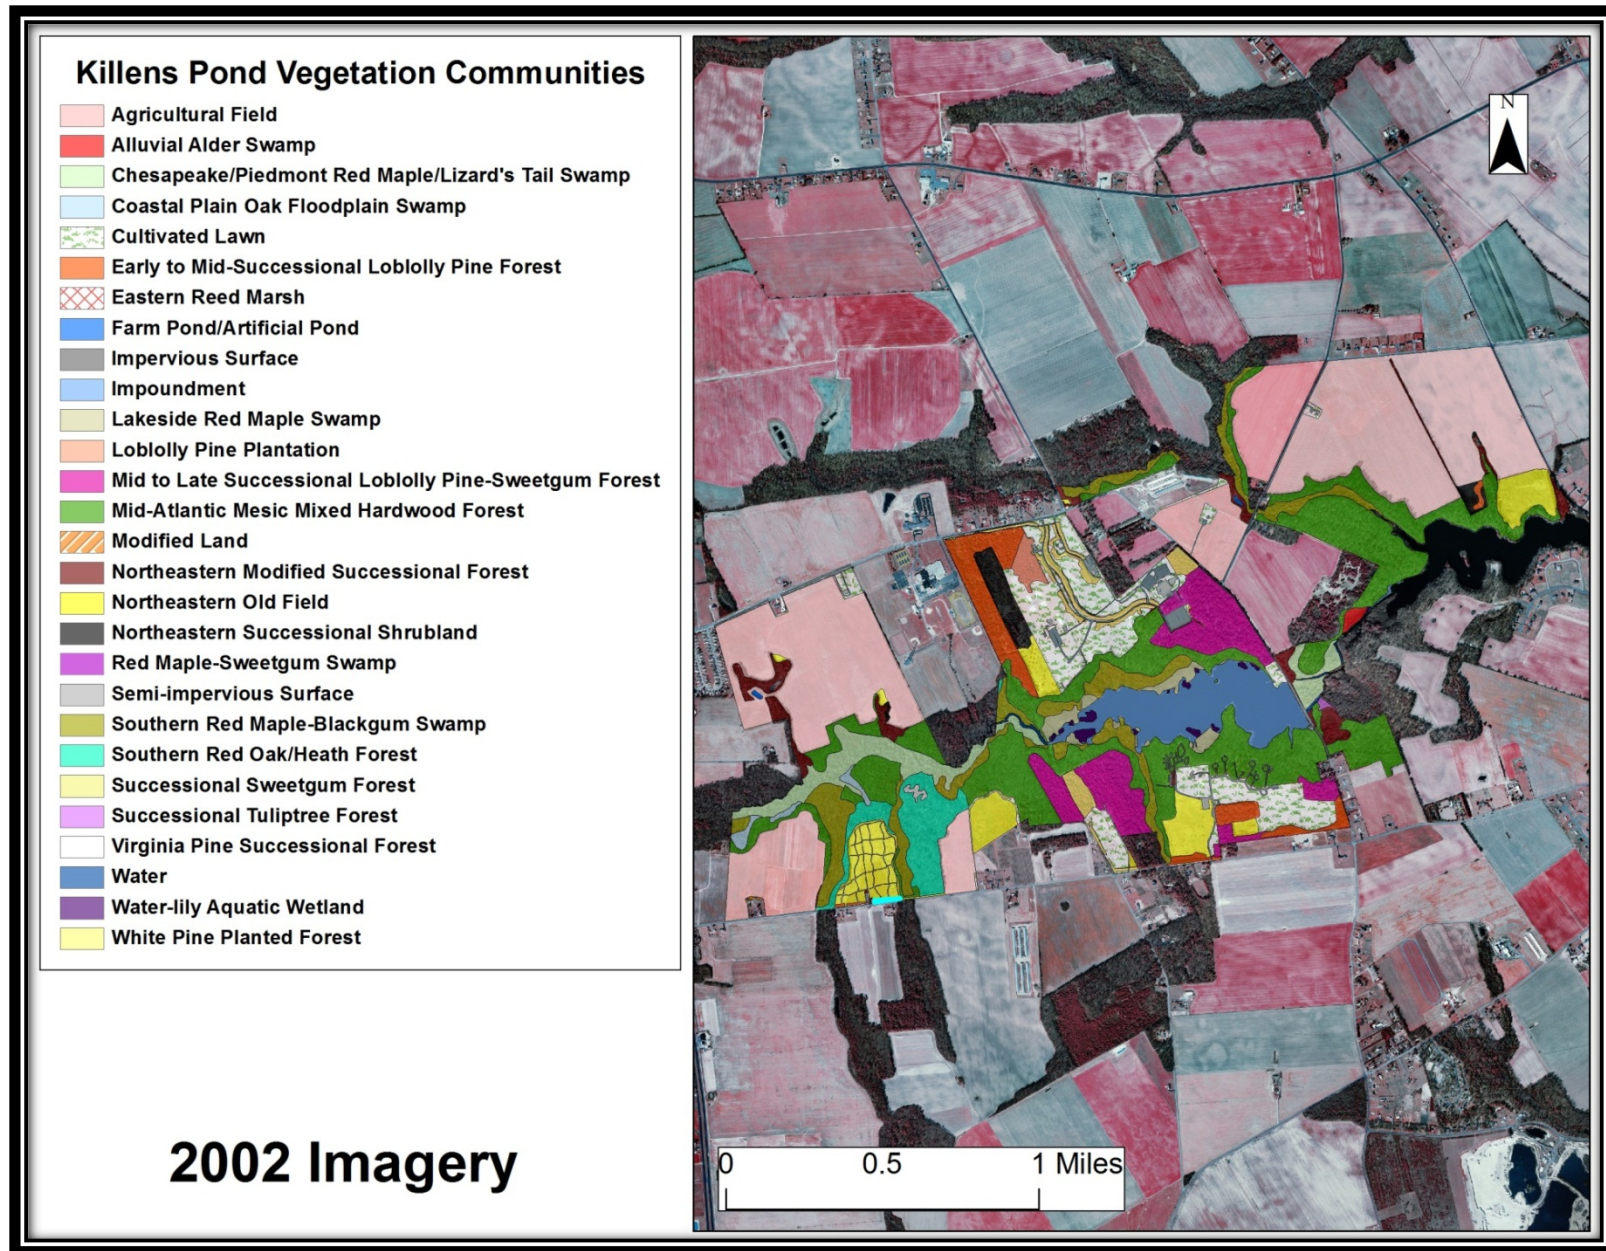 Killens Pond Vegetation Communities
Agricultural Field
Alluvial Alder Swamp
Chesapeake/Piedmont Red Maple/Lizard's Tail Swamp
Coastal Plain Oak Floodplain Swamp
Cultivated Lawn
Early to Mid-Successional Loblolly Pine Forest
Eastern Reed Marsh
Farm Pond/Artificial Pond
Impervious Surface
Impoundment
Lakeside Red Maple Swamp
Loblolly Pine Plantation
Mid to Late Successional Loblolly Pine-Sweetgum Forest
Mid-Atlantic Mesic Mixed Hardwood Forest
Modified Land
Northeastern Modified Successional Forest
Northeastern Old Field
Northeastern Successional Shrubland
Red Maple-Sweetgum Swamp
Semi-impervious Surface
Southern Red Maple-Blackgum Swamp
Southern Red Oak/Heath Forest
Successional Sweetgum Forest
Successional Tuliptree Forest
Virginia Pine Successional Forest
Water
Water-lily Aquatic Wetland
White Pine Planted Forest
2002 Imagery
N
0 0.5 1 Miles